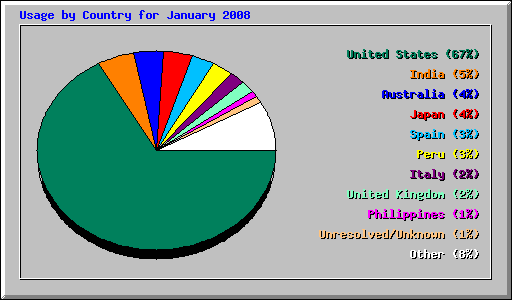 Usage by Country for January 2008
United States (67%)
India (5%)
Australia (4%)
Japan (4%)
Spain (3%)
Peru (3%)
Italy (2%)
United Kingdom (2%)
Philippines (1%)
Unresolved/Unknown (1%)
Other (8%)